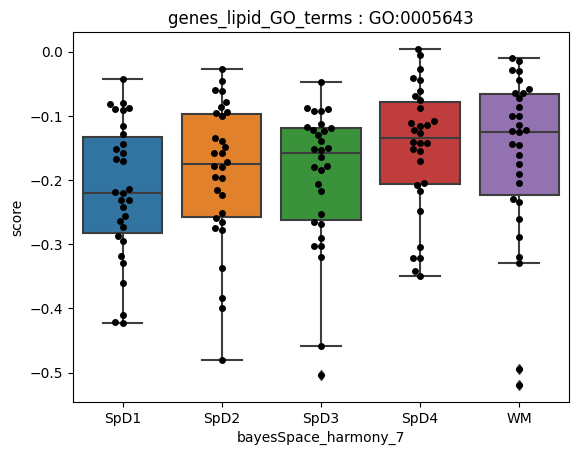 genes_lipid_GO_terms : GO:0005643
score
0.0
−0.1
−0.2
−0.3
−0.4
−0.5
SpD1 SpD2 SpD3 SpD4 WM
bayesSpace_harmony_7